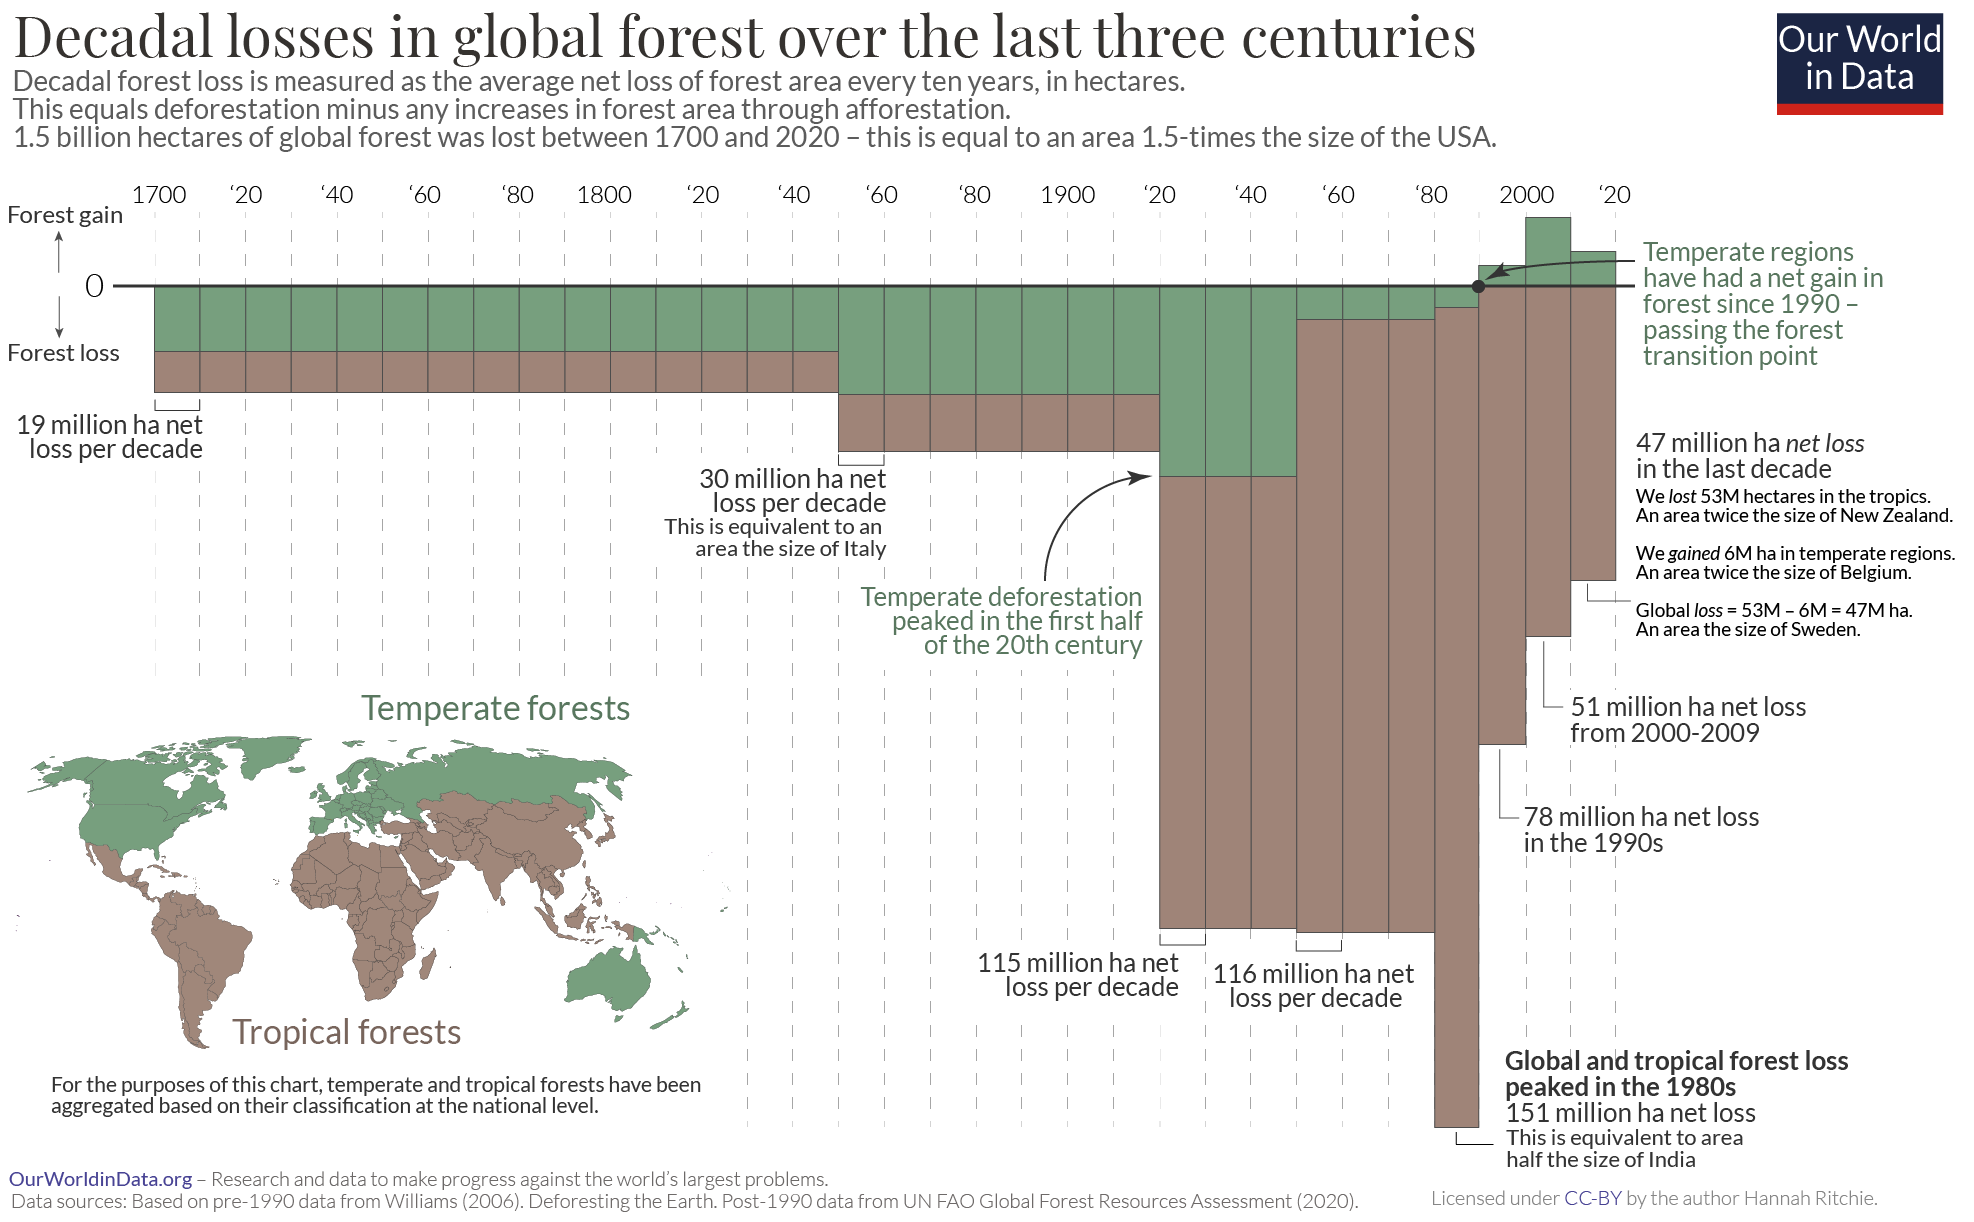 Decadal losses in global forest over the last three centuries
Our World
in Data
Decadal forest loss is measured as the average net loss of forest area every ten years, in hectares.
This equals deforestation minus any increases in forest area through afforestation.
1.5 billion hectares of global forest was lost between 1700 and 2020 – this is equal to an area 1.5-times the size of the USA.
1700 ‘20 ‘40 ‘60 ‘80 1800 ‘20 ‘40 ‘60 ‘80 1900 ‘20 ‘40 ‘60 ‘80 2000 ‘20
Forest gain
0
Forest loss
Temperate regions
have had a net gain in
forest since 1990 –
passing the forest
transition point
19 million ha net
loss per decade
30 million ha net
loss per decade
This is equivalent to an
area the size of Italy
47 million ha net loss
in the last decade
We lost 53M hectares in the tropics.
An area twice the size of New Zealand.
We gained 6M ha in temperate regions.
An area twice the size of Belgium.
Global loss = 53M – 6M = 47M ha.
An area the size of Sweden.
Temperate deforestation
peaked in the first half
of the 20th century
51 million ha net loss
from 2000-2009
78 million ha net loss
in the 1990s
115 million ha net
loss per decade
116 million ha net
loss per decade
Global and tropical forest loss
peaked in the 1980s
151 million ha net loss
This is equivalent to area
half the size of India
Temperate forests
Tropical forests
For the purposes of this chart, temperate and tropical forests have been
aggregated based on their classification at the national level.
OurWorldinData.org – Research and data to make progress against the world’s largest problems.
Data sources: Based on pre-1990 data from Williams (2006). Deforesting the Earth. Post-1990 data from UN FAO Global Forest Resources Assessment (2020).
Licensed under CC-BY by the author Hannah Ritchie.